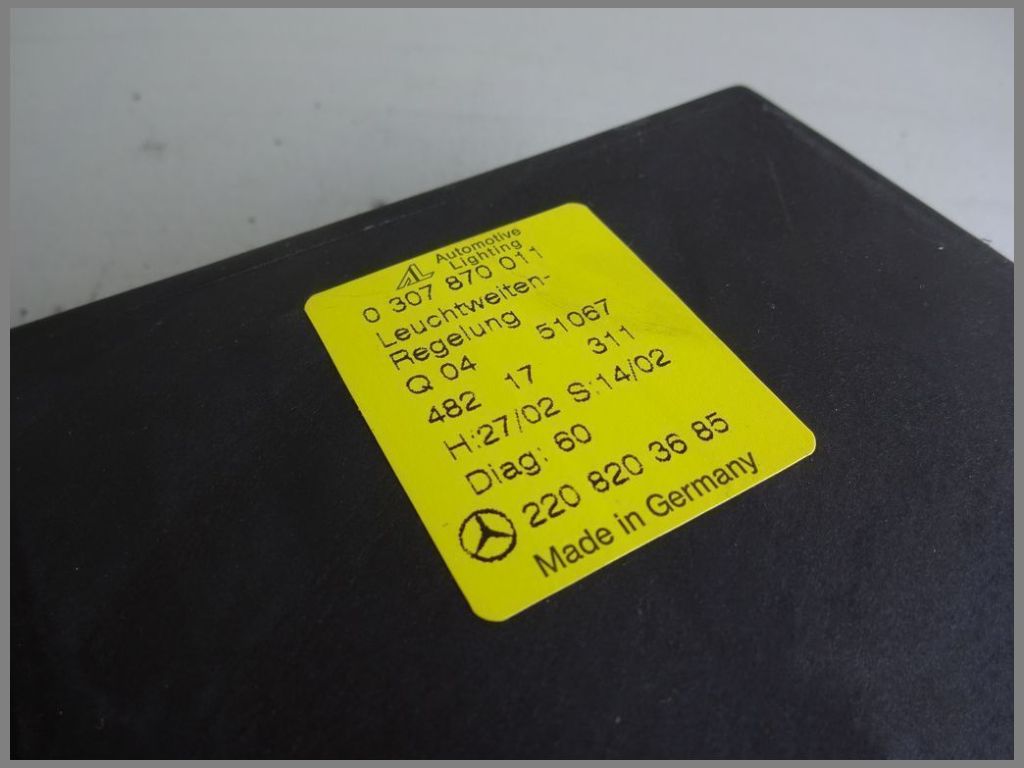 Automotive
Lighting
0 307 870 011
Leuchtweiten-
Regelung
Q 04 51067
482 17 311
H:27/02 S:14/02
Diag: 60
220 820 36 85
Made in Germany